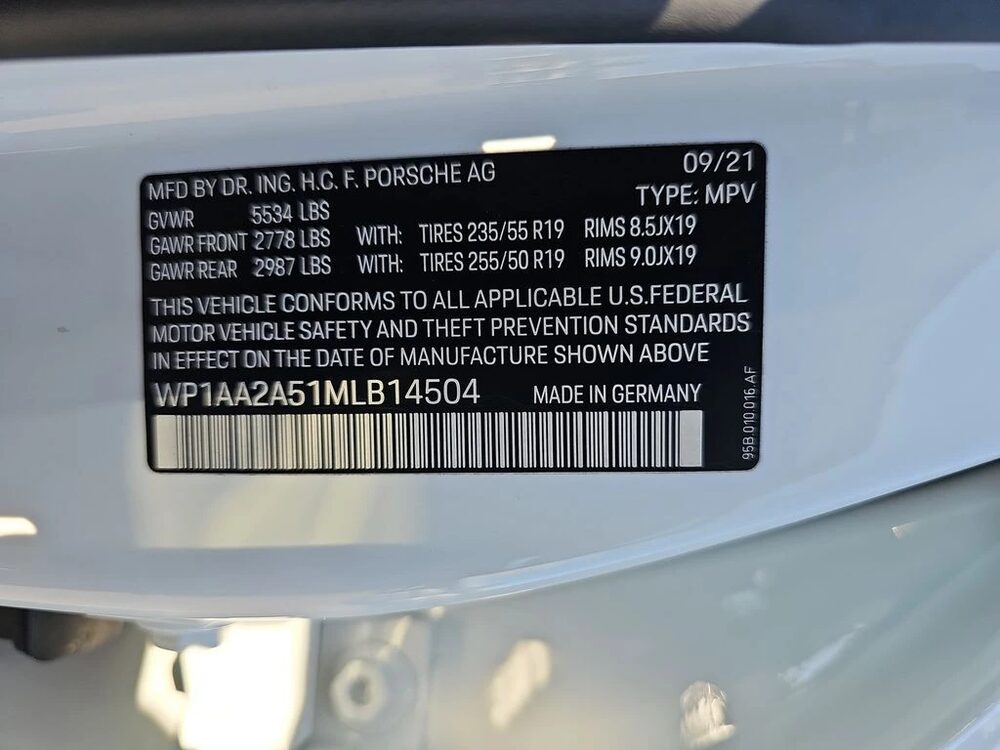 MFD BY DR. ING. H.C. F. PORSCHE AG 09/21
TYPE: MPV
GVWR 5534 LBS
GAWR FRONT 2778 LBS WITH: TIRES 235/55 R19 RIMS 8.5JX19
GAWR REAR 2987 LBS WITH: TIRES 255/50 R19 RIMS 9.0JX19
THIS VEHICLE CONFORMS TO ALL APPLICABLE U.S.FEDERAL
MOTOR VEHICLE SAFETY AND THEFT PREVENTION STANDARDS
IN EFFECT ON THE DATE OF MANUFACTURE SHOWN ABOVE
WP1AA2A51MLB14504 MADE IN GERMANY
95B.010.016.AF